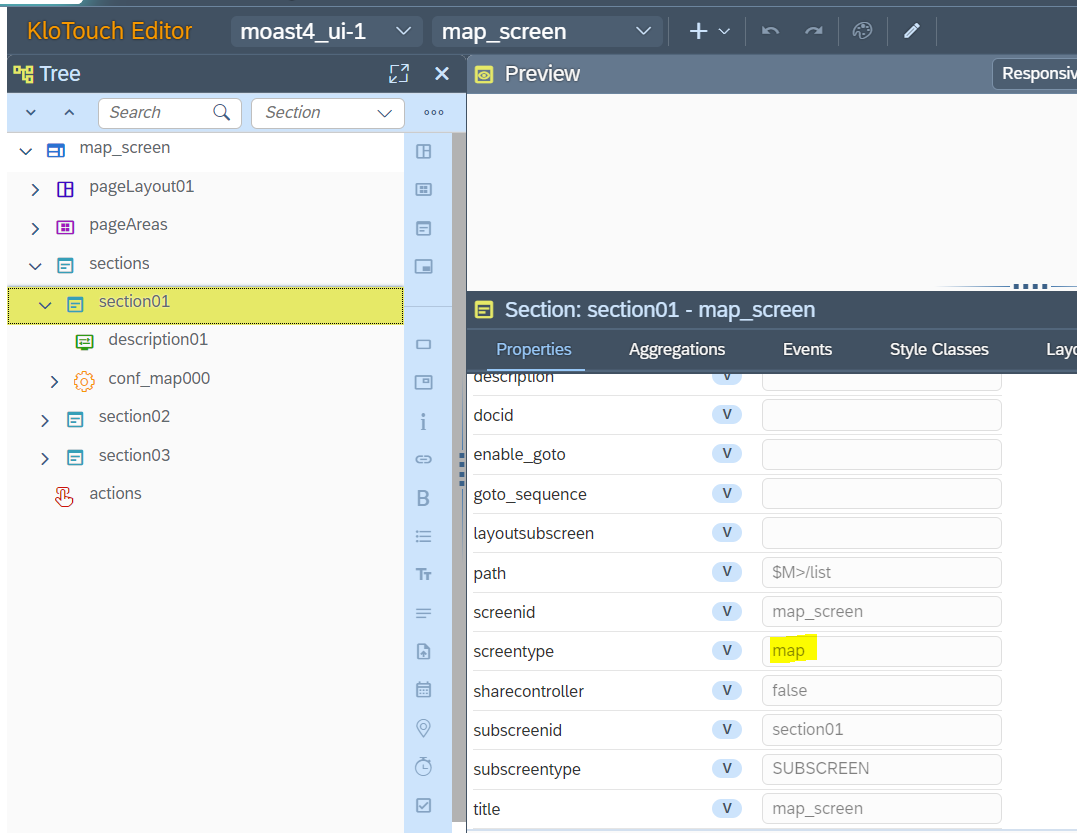 KloTouch Editor moast4_ui-1 map_screen
Tree
Preview
Responsiv
Search
Section
map_screen
pageLayout01
pageAreas
sections
section01
description01
conf_map000
section02
section03
actions
Section: section01 - map_screen
Properties Aggregations Events Style Classes Layo
description V
docid V
enable_goto V
goto_sequence V
layoutsubscreen V
path V $M>/list
screenid V map_screen
screentype V map
sharecontroller V false
subscreenid V section01
subscreentype V SUBSCREEN
title V map_screen